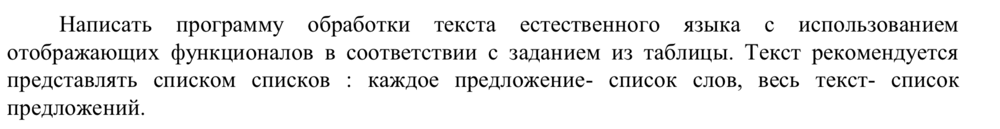 Написать программу обработки текста естественного языка с использованием
отображающих функционалов в соответствии с заданием из таблицы. Текст рекомендуется
представлять списком списков : каждое предложение- список слов, весь текст- список
предложений.